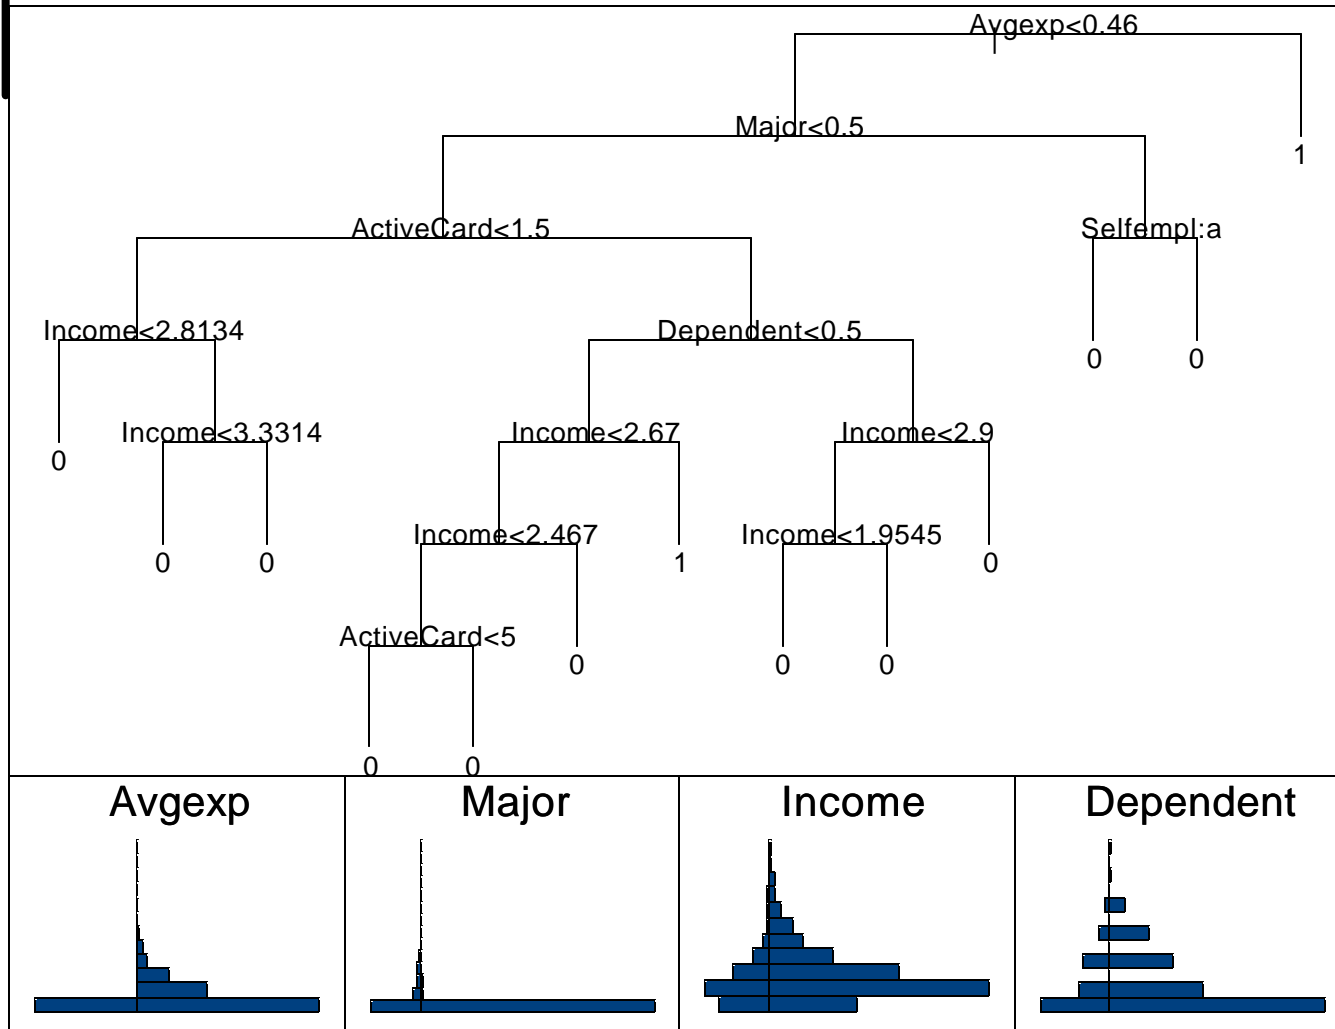 Avgexp<0.46
Major<0.5
1
ActiveCard<1.5
Selfempl:a
Income<2.8134
Dependent<0.5
0 0
Income<3.3314
Income<2.67
Income<2.9
0
Income<2.467
Income<1.9545
0 0
1
0
ActiveCard<5
0
0 0
0 0
Avgexp
Major
Income
Dependent